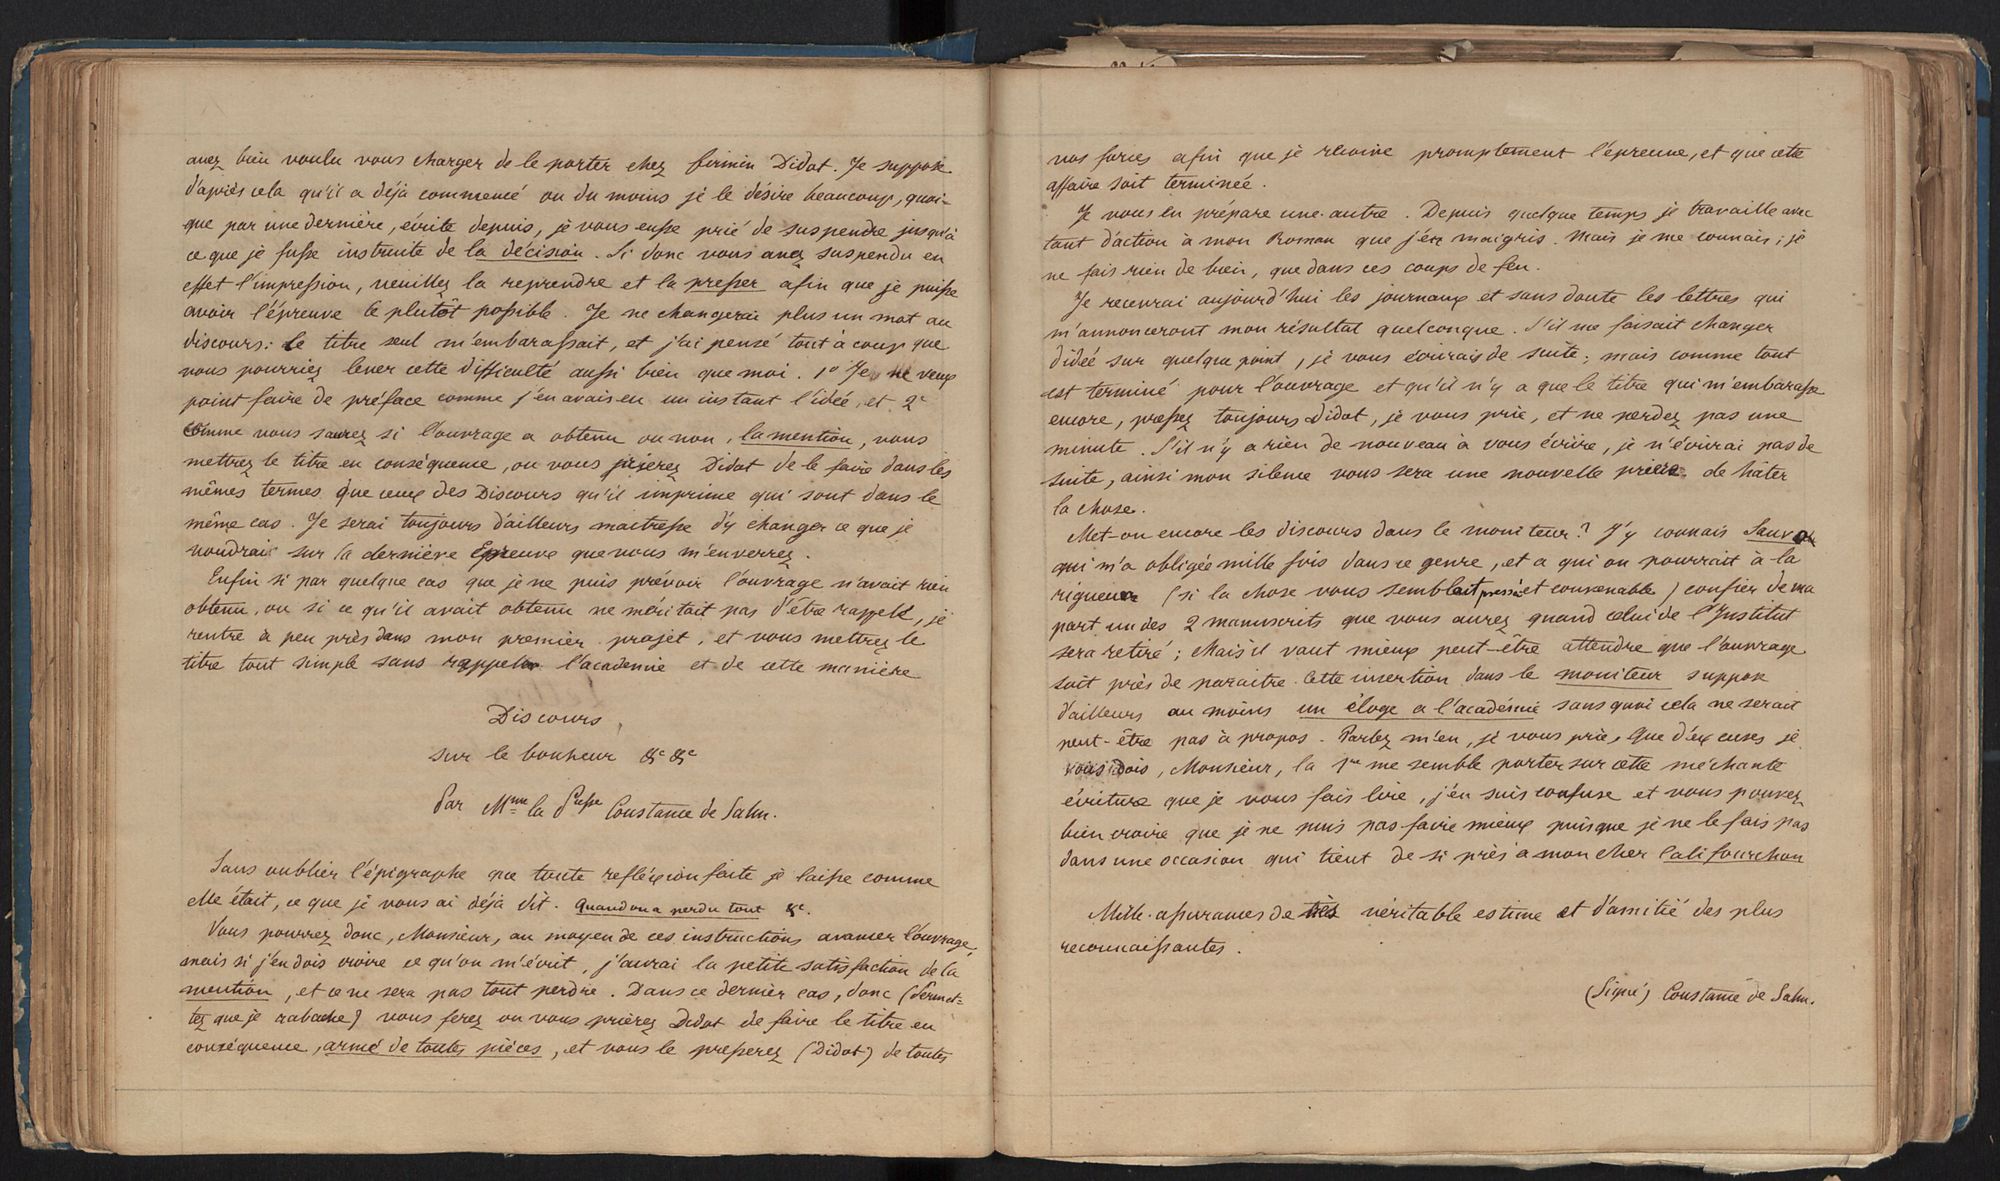 avez bien voulu vous charger de le porter chez firmin Didot. Je suppose
d'après cela qu'il a déjà commencé ou du moins je le désire beaucoup, quoi-
que par une dernière, écrite depuis, je vous eusse prié de suspendre jusqu'à
ce que je fusse instruite de la décision. Si donc vous avez suspendu en
effet l'impression, veuillez la reprendre et la presser afin que je puisse
avoir l'épreuve le plutôt possible. Je ne changerai plus un mot au
discours: le titre seul m'embarassait, et j'ai pensé tout à coup que
vous pourriez lever cette difficulté aussi bien que moi. 1° Je ne veux
point faire de préface comme j'en avais eu un instant l'idée, et 2°
comme vous saurez si l'ouvrage a obtenu ou non, la mention, vous
mettrez le titre en conséquence, ou vous prierez Didot de le faire dans les
mêmes termes que ceux des Discours qu'il imprime qui sont dans le
même cas. Je serai toujours d'ailleurs maitresse d'y changer ce que je
voudrai sur la dernière Epreuve que vous m'enverrez.
Enfin si par quelque cas que je ne puis prévoir l'ouvrage n'avait rien
obtenu, ou si ce qu'il avait obtenu ne méritait pas d'être rappelé, je
rentre à peu près dans mon premier projet, et vous mettrez le
titre tout simple sans rappeler l'academie et de cette manière
Discours
sur le bonheur &c &c
Par Mme la Psse Constance de Salm.
Sans oublier l'épigraphe que toute refléxion faite je laisse comme
elle était, ce que je vous ai déjà dit. Quand on a perdu tout &c.
Vous pourrez donc, Monsieur, au moyen de ces instructions avancer l'ouvrage,
mais si j'en dois croire ce qu'on m'écrit, j'aurai la petite satisfaction de la
mention, et ce ne sera pas tout perdre. Dans ce dernier cas, donc (Permet-
tez que je rabache) vous ferez ou vous prierez Didot de faire le titre en
conséquence, armé de toutes pièces, et vous le presserez (Didot) de toutes
vos forces afin que je recoive promptement l'épreuve, et que cette
affaire soit terminée.
Je vous en prépare une autre. Depuis quelque temps je travaille avec
tant d'action à mon Roman que j'en maigris. Mais je me connais; je
ne fais rien de bien, que dans ces coups de feu.
Je recevrai aujourd'hui les journaux et sans doute les lettres qui
m'annonceront mon résultat quelconque. S'il me faisait changer
d'idée sur quelque point, je vous écrirais de suite; mais comme tout
est terminé pour l'ouvrage et qu'il n'y a que le titre qui m'embarasse
encore, pressez toujours Didot, je vous prie, et ne perdez pas une
minute. S'il n'y a rien de nouveau à vous écrire, je n'écrirai pas de
suite, ainsi mon silence vous sera une nouvelle prière de hater
la chose.
Met-on encore les discours dans le moniteur? J'y connais Sauvo
qui m'a obligée mille fois dans ce genre, et a qui on pourrait à la
rigueur (si la chose vous semblait pressée et convenable) confier de ma
part un des 2 manuscrits que vous aurez quand celui de l'Institut
sera retiré; Mais il vaut mieux peut-être attendre que l'ouvrage
soit près de paraitre. Cette insertion dans le moniteur suppose
d'ailleurs au moins un éloge a l'académie sans quoi cela ne serait
peut-être pas à propos. Parlez m'en, je vous prie, Que d'excuses je
vous dois, Monsieur, la 1re me semble porter sur cette méchante
écriture que je vous fais lire, j'en suis confuse et vous pouvez
bien croire que je ne puis pas faire mieux puisque je ne le fais pas
dans une occasion qui tient de si près a mon cher Califourchon
Mille assurances de véritable estime et d'amitié des plus
reconnaissantes.
(Signé) Constance de Salm.